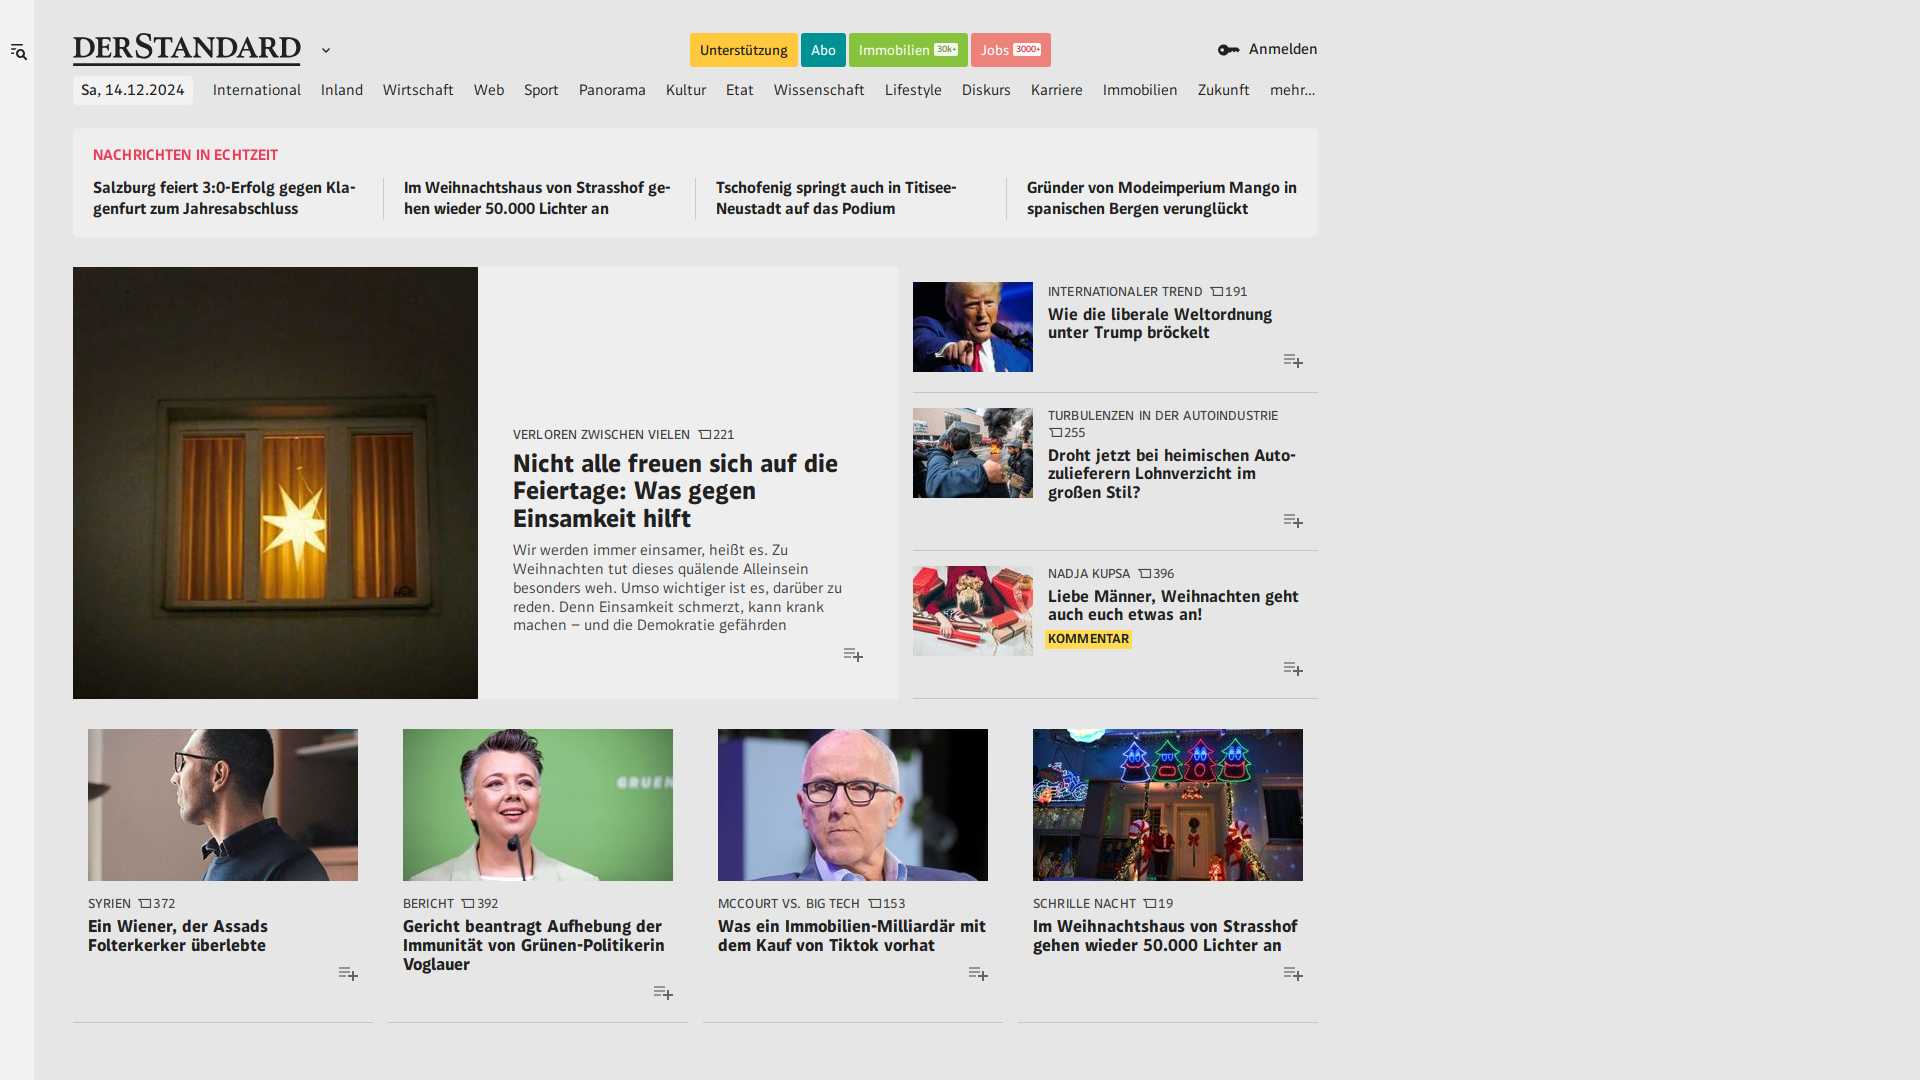 DERSTANDARD
Unterstützung
Abo
Immobilien 30k+
Jobs 3000+
Anmelden
Sa, 14.12.2024
International
Inland
Wirtschaft
Web
Sport
Panorama
Kultur
Etat
Wissenschaft
Lifestyle
Diskurs
Karriere
Immobilien
Zukunft
mehr...
NACHRICHTEN IN ECHTZEIT
Salzburg feiert 3:0-Erfolg gegen Kla-
genfurt zum Jahresabschluss
Im Weihnachtshaus von Strasshof ge-
hen wieder 50.000 Lichter an
Tschofenig springt auch in Titisee-
Neustadt auf das Podium
Gründer von Modeimperium Mango in
spanischen Bergen verunglückt
VERLOREN ZWISCHEN VIELEN 221
Nicht alle freuen sich auf die
Feiertage: Was gegen
Einsamkeit hilft
Wir werden immer einsamer, heißt es. Zu
Weihnachten tut dieses quälende Alleinsein
besonders weh. Umso wichtiger ist es, darüber zu
reden. Denn Einsamkeit schmerzt, kann krank
machen – und die Demokratie gefährden
INTERNATIONALER TREND 191
Wie die liberale Weltordnung
unter Trump bröckelt
TURBULENZEN IN DER AUTOINDUSTRIE
255
Droht jetzt bei heimischen Auto-
zulieferern Lohnverzicht im
großen Stil?
NADJA KUPSA 396
Liebe Männer, Weihnachten geht
auch euch etwas an!
KOMMENTAR
SYRIEN 372
Ein Wiener, der Assads
Folterkerker überlebte
GRUEN
BERICHT 392
Gericht beantragt Aufhebung der
Immunität von Grünen-Politikerin
Voglauer
MCCOURT VS. BIG TECH 153
Was ein Immobilien-Milliardär mit
dem Kauf von Tiktok vorhat
SCHRILLE NACHT 19
Im Weihnachtshaus von Strasshof
gehen wieder 50.000 Lichter an